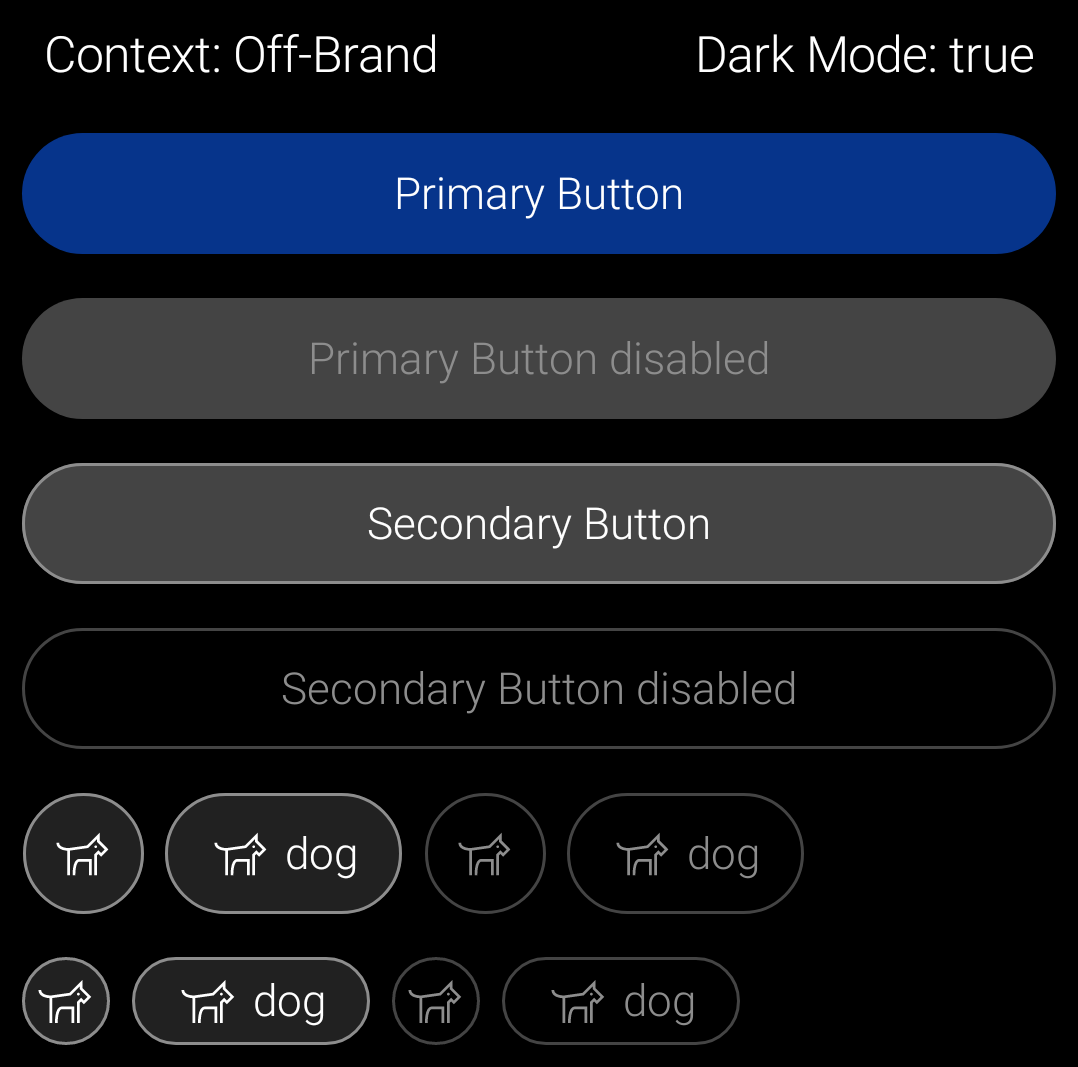 Context: Off-Brand Dark Mode: true
Primary Button
Primary Button disabled
Secondary Button
Secondary Button disabled
dog dog
dog dog